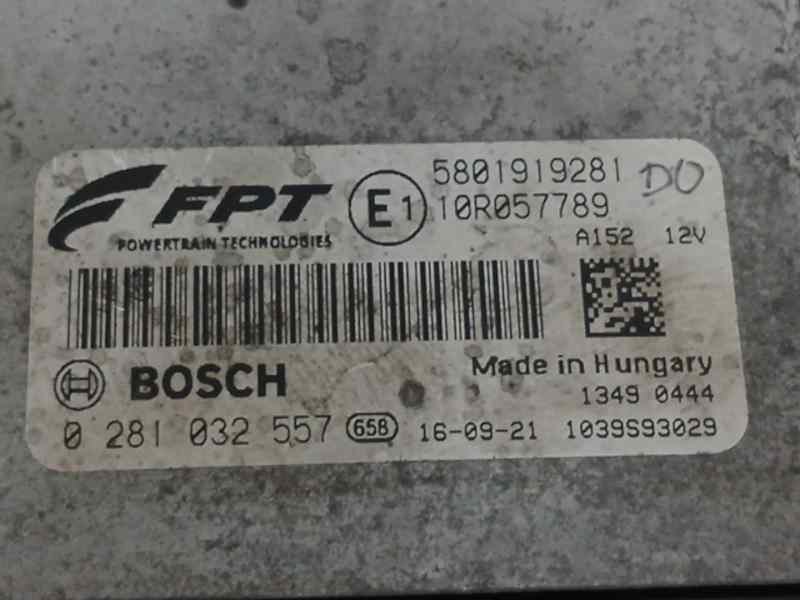 FPT
POWERTRAIN TECHNOLOGIES
E1
5801919281 DO
10R057789
A152 12V
Made in Hungary
BOSCH
1349 0444
0 281 032 557 65B 16-09-21 1039S93029